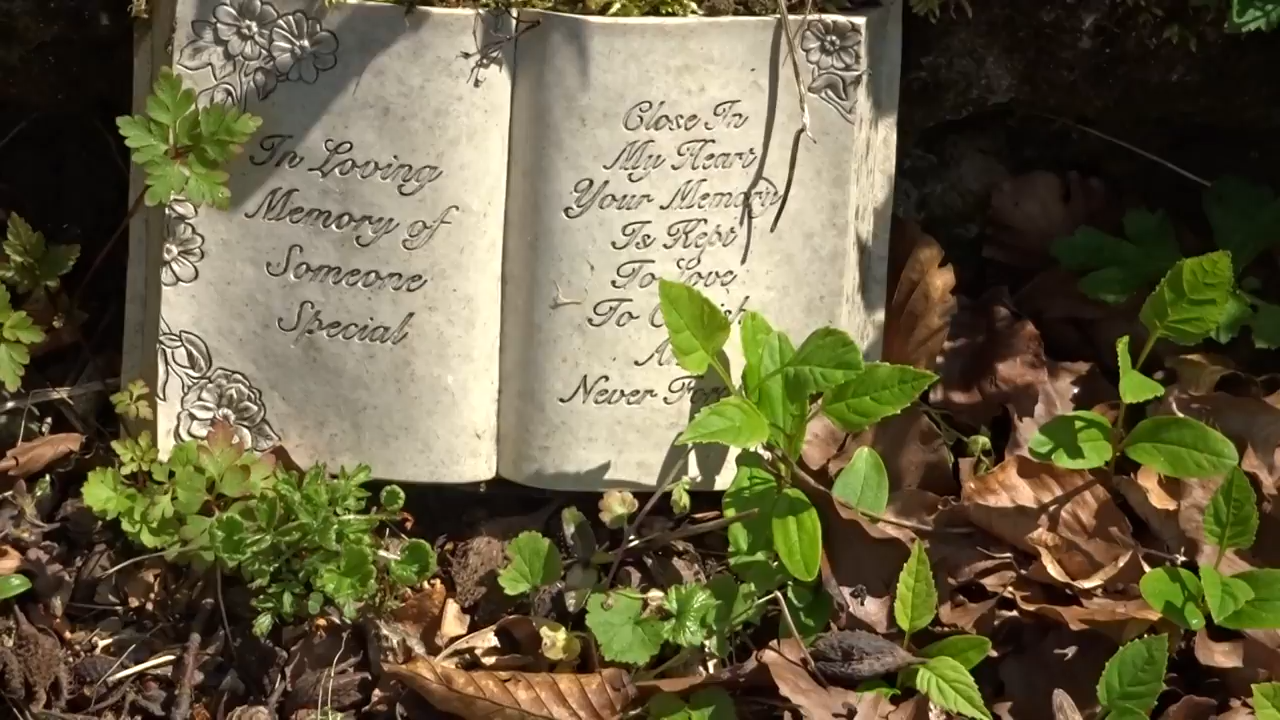 In Loving
Memory of
Someone
Special
Close In
My Heart
Your Memory
Is Kept
To Love
To
Never